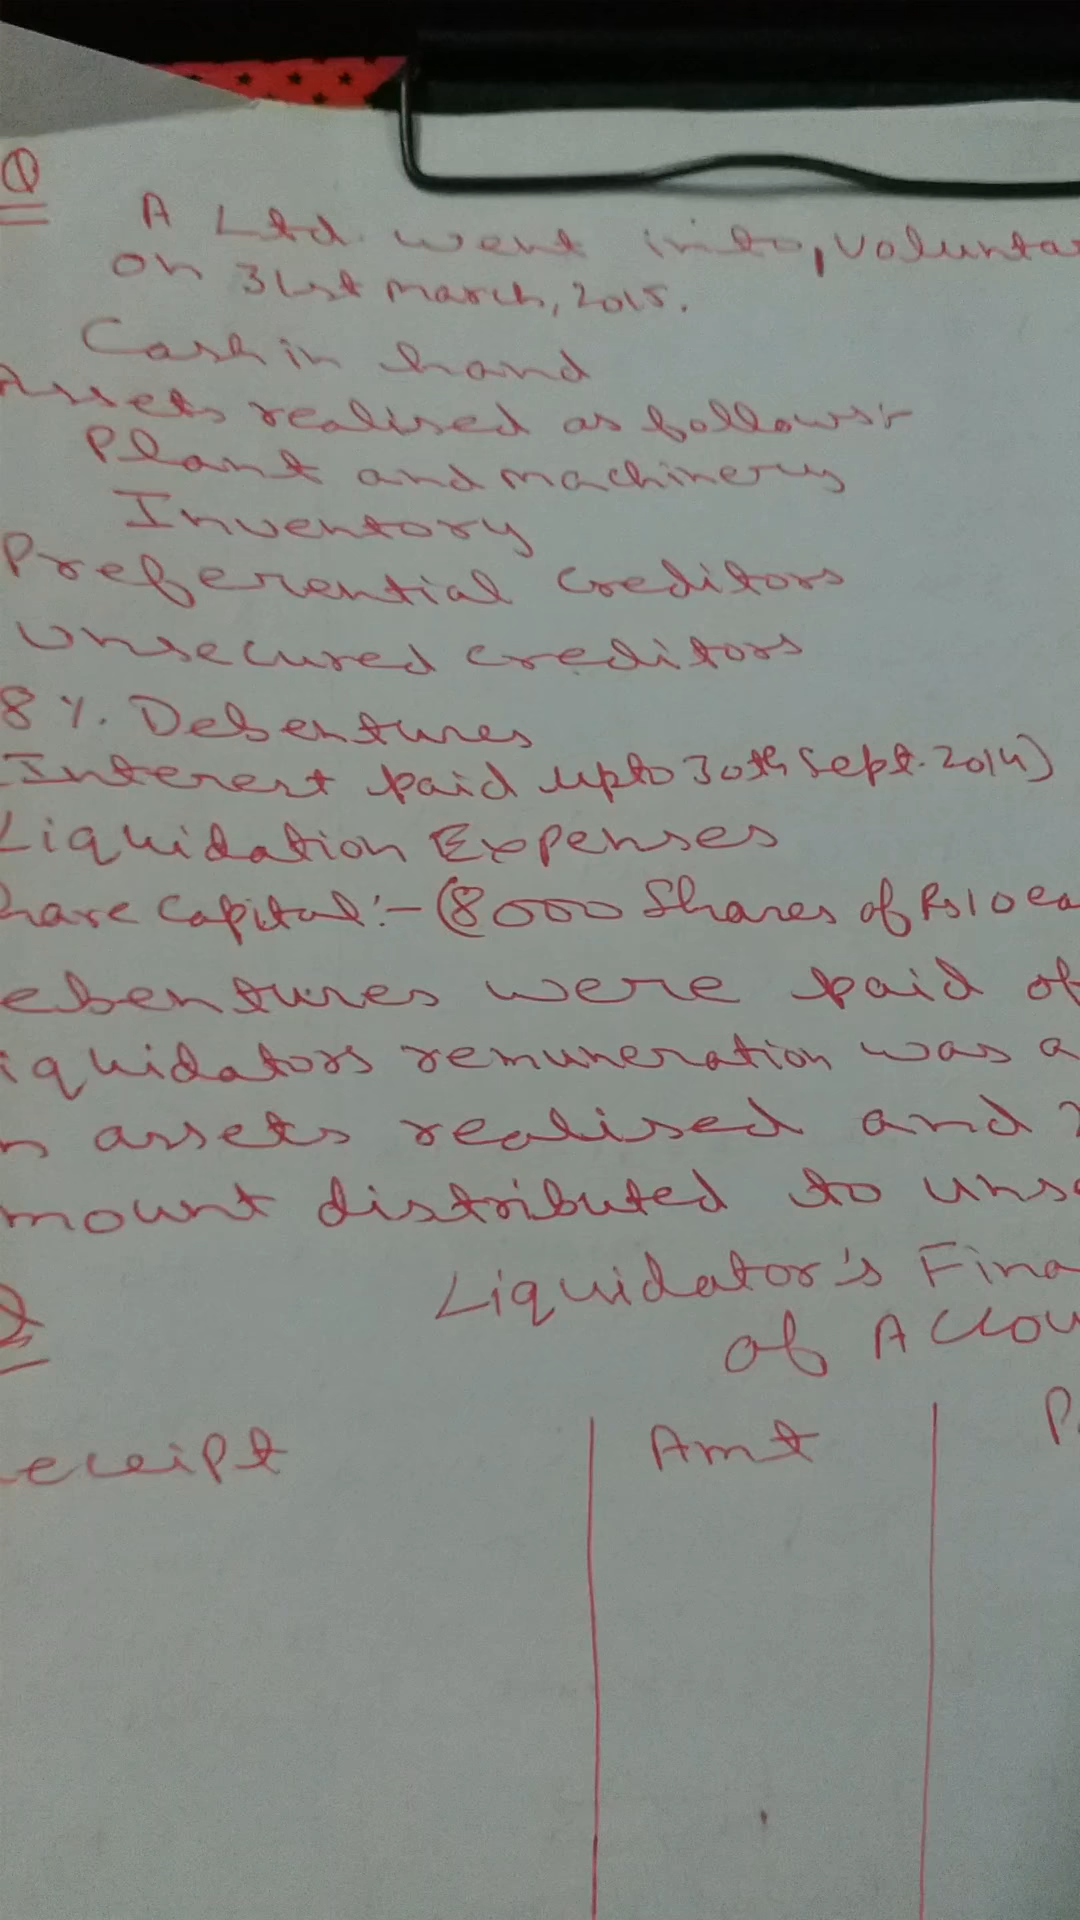 Q
A Ltd. went into, volunta
on 31st march, 2015.
Cash in hand
Assets realised as follows:-
Plant and machinery
Inventory
Preferential creditors
Unsecured creditors
8%. Debentures
Interest paid upto 30th Sept. 2014)
Liquidation Expenses
hare Capital:- (8000 Shares of Rs10 ea
ebentures were paid of
iquidators remuneration was a
n assets realised and 2
mount distributed to uns
Liquidator's Fina
of Accou
eceipt Amt P